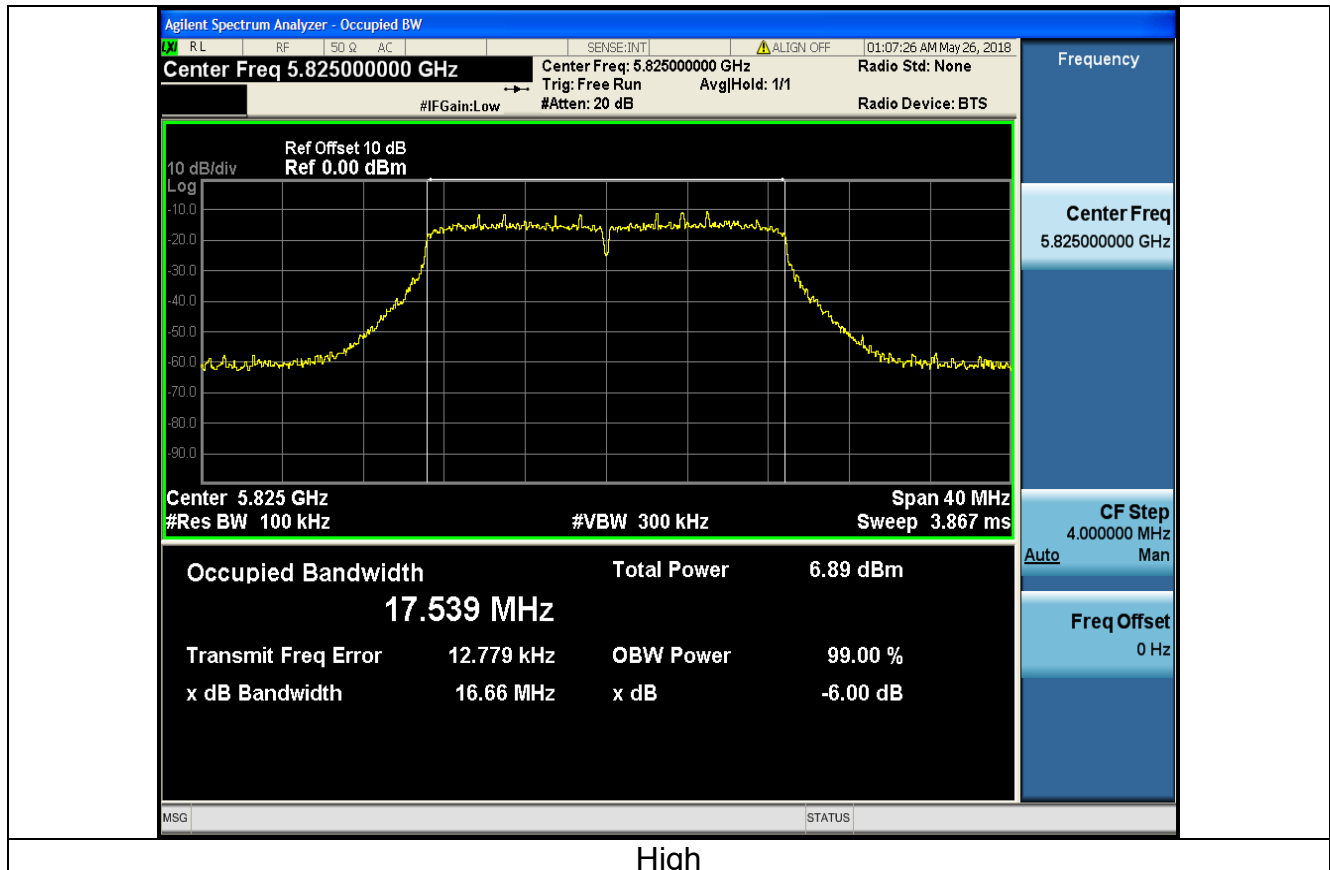 Agilent Spectrum Analyzer - Occupied BW
LXI RL RF 50 Ω AC SENSE:INT ALIGN OFF 01:07:26 AM May 26, 2018
Center Freq 5.825000000 GHz
Center Freq: 5.825000000 GHz
Radio Std: None
Trig: Free Run Avg|Hold: 1/1
#IFGain:Low
#Atten: 20 dB
Radio Device: BTS
Ref Offset 10 dB
10 dB/div Ref 0.00 dBm
Log
-10.0
-20.0
-30.0
-40.0
-50.0
-60.0
-70.0
-80.0
-90.0
Center 5.825 GHz Span 40 MHz
#Res BW 100 kHz #VBW 300 kHz Sweep 3.867 ms
Occupied Bandwidth Total Power 6.89 dBm
17.539 MHz
Transmit Freq Error 12.779 kHz OBW Power 99.00 %
x dB Bandwidth 16.66 MHz x dB -6.00 dB
MSG STATUS
Frequency
Center Freq
5.825000000 GHz
CF Step
4.000000 MHz
Auto Man
Freq Offset
0 Hz
High